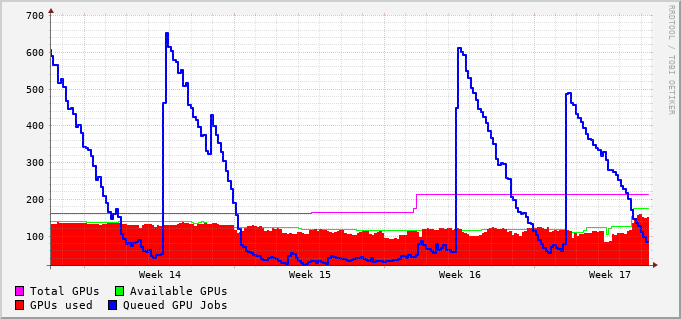 700
600
500
400
300
200
100
Week 14 Week 15 Week 16 Week 17
Total GPUs Available GPUs
GPUs used Queued GPU Jobs
RRDTOOL / TOBI OETIKER